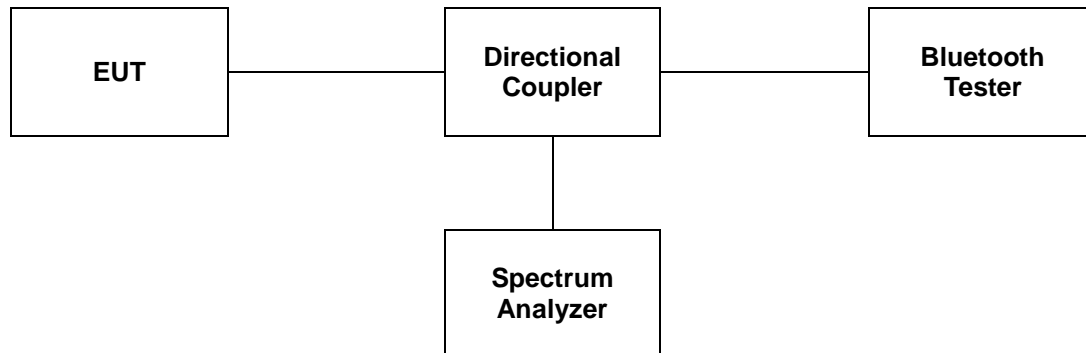 EUT
Directional
Coupler
Bluetooth
Tester
Spectrum
Analyzer